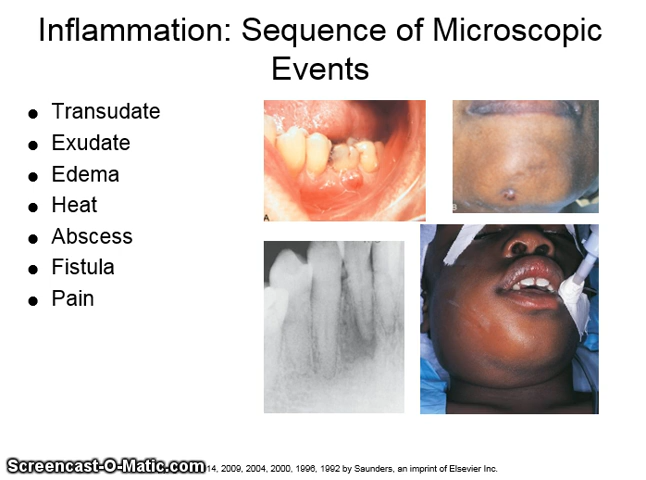 Inflammation: Sequence of Microscopic
Events
Transudate
Exudate
Edema
Heat
Abscess
Fistula
Pain
A
B
Screencast-O-Matic.com 14, 2009, 2004, 2000, 1996, 1992 by Saunders, an imprint of Elsevier Inc.